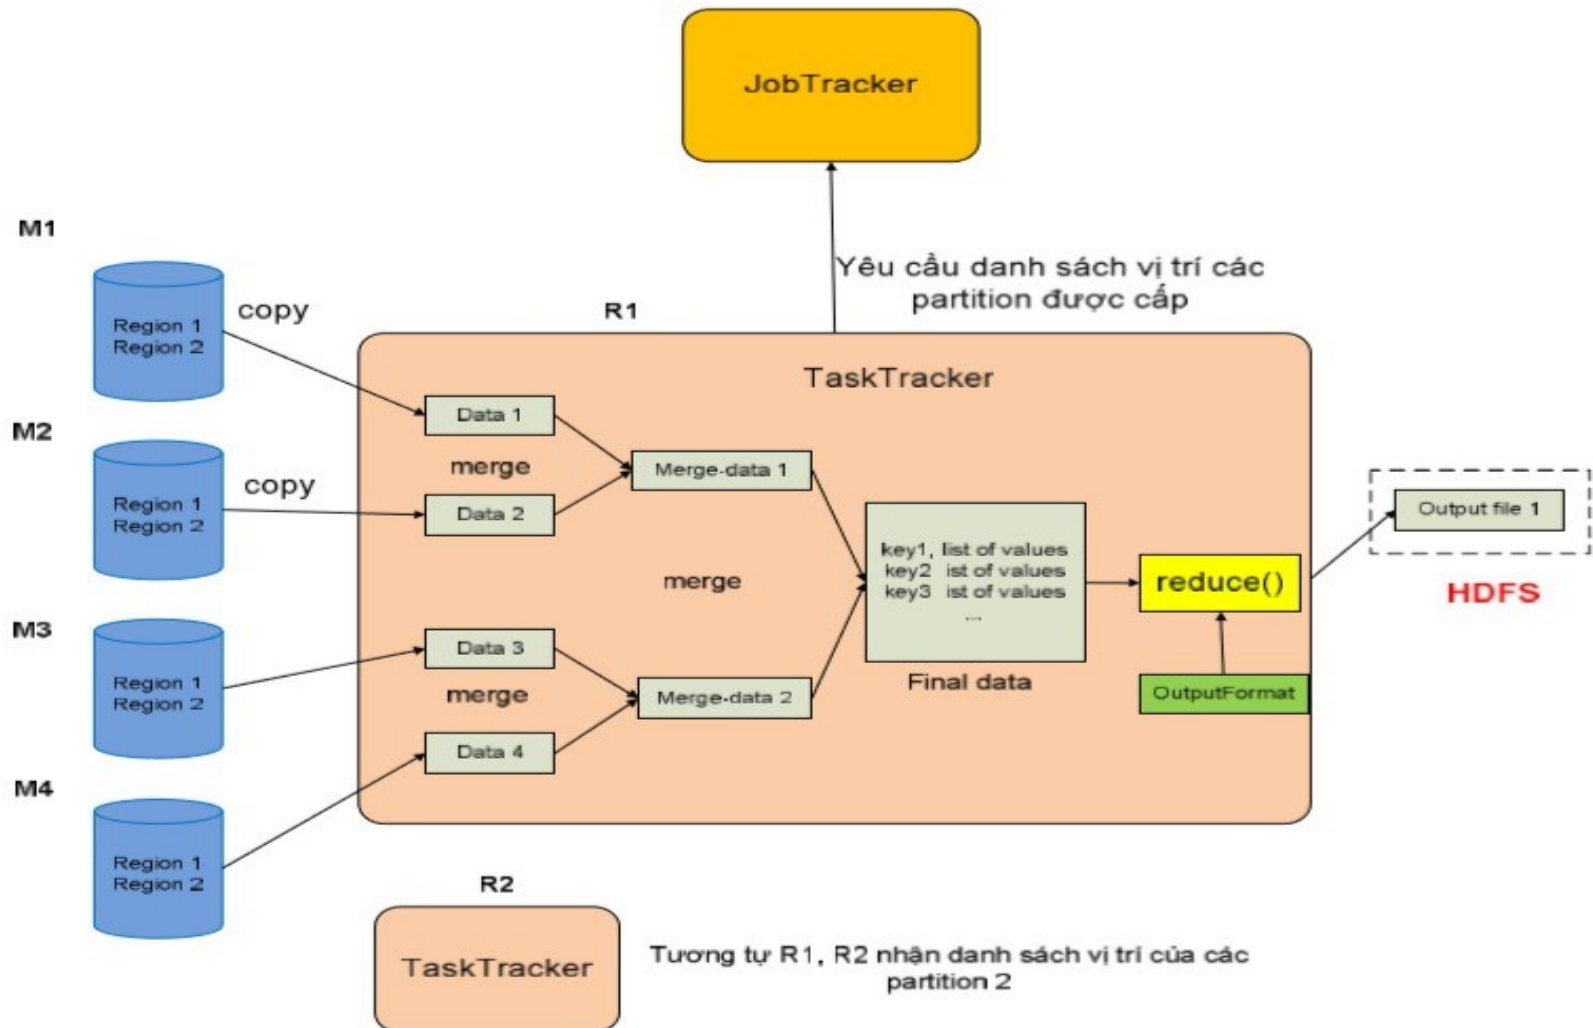 JobTracker
Yêu cầu danh sách vị trí các
partition được cấp
M1
Region 1
Region 2
copy
R1
TaskTracker
M2
Region 1
Region 2
copy
Data 1
merge
Data 2
Merge-data 1
merge
key1, list of values
key2 ist of values
key3 ist of values
...
Final data
reduce()
OutputFormat
Output file 1
HDFS
M3
Region 1
Region 2
Data 3
merge
Data 4
Merge-data 2
M4
Region 1
Region 2
R2
TaskTracker
Tương tự R1, R2 nhận danh sách vị trí của các
partition 2